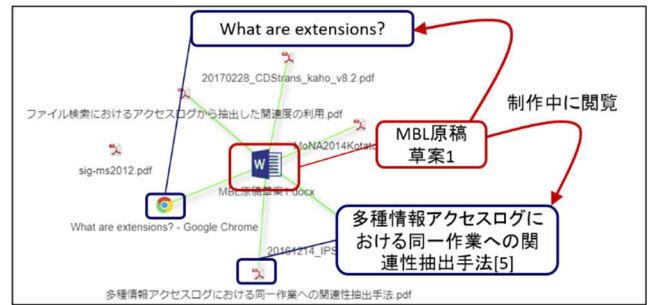 What are extensions?
20170228_CDStrans_kaho_v8.2.pdf
ファイル検索におけるアクセスログから抽出した関連度の利用.pdf
制作中に閲覧
MBL原稿
草案1
MoNA2014Kotato
sig-ms2012.pdf
MBL原稿草案1.docx
What are extensions? - Google Chrome
20161214_IPS
多種情報アクセスログに
おける同一作業への関
連性抽出手法[5]
多種情報アクセスログにおける同一作業への関連性抽出手法.pdf